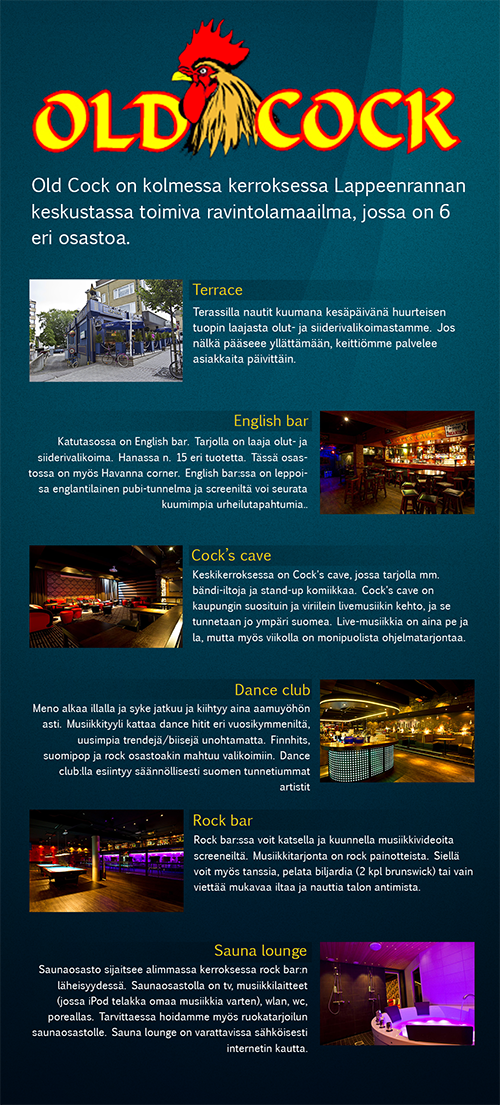 OLD COCK
Old Cock on kolmessa kerroksessa Lappeenrannan
keskustassa toimiva ravintolamaailma, jossa on 6
eri osastoa.
Terrace
Terassilla nautit kuumana kesäpäivänä huurteisen
tuopin laajasta olut- ja siiderivalikoimastamme. Jos
nälkä pääseee yllättämään, keittiömme palvelee
asiakkaita päivittäin.
English bar
Katutasossa on English bar. Tarjolla on laaja olut- ja
siiderivalikoima. Hanassa n. 15 eri tuotetta. Tässä osas-
tossa on myös Havanna corner. English bar:ssa on leppoi-
sa englantilainen pubi-tunnelma ja screeniltä voi seurata
kuumimpia urheilutapahtumia..
Cock's cave
Keskikerroksessa on Cock's cave, jossa tarjolla mm.
bändi-iltoja ja stand-up komiikkaa. Cock's cave on
kaupungin suosituin ja viriilein livemusiikin kehto, ja se
tunnetaan jo ympäri suomea. Live-musiikkia on aina pe ja
la, mutta myös viikolla on monipuolista ohjelmatarjontaa.
Dance club
Meno alkaa illalla ja syke jatkuu ja kiihtyy aina aamuyöhön
asti. Musiikkityyli kattaa dance hitit eri vuosikymmeniltä,
uusimpia trendejä/biisejä unohtamatta. Finnhits,
suomipop ja rock osastoakin mahtuu valikoimiin. Dance
club:lla esiintyy säännöllisesti suomen tunnetiummat
artistit
Rock bar
Rock bar:ssa voit katsella ja kuunnella musiikkivideoita
screeneiltä. Musiikkitarjonta on rock painotteista. Siellä
voit myös tanssia, pelata biljardia (2 kpl brunswick) tai vain
viettää mukavaa iltaa ja nauttia talon antimista.
Sauna lounge
Saunaosasto sijaitsee alimmassa kerroksessa rock bar:n
läheisyydessä. Saunaosastolla on tv, musiikkilaitteet
(jossa iPod telakka omaa musiikkia varten), wlan, wc,
poreallas. Tarvittaessa hoidamme myös ruokatarjoilun
saunaosastolle. Sauna lounge on varattavissa sähköisesti
internetin kautta.